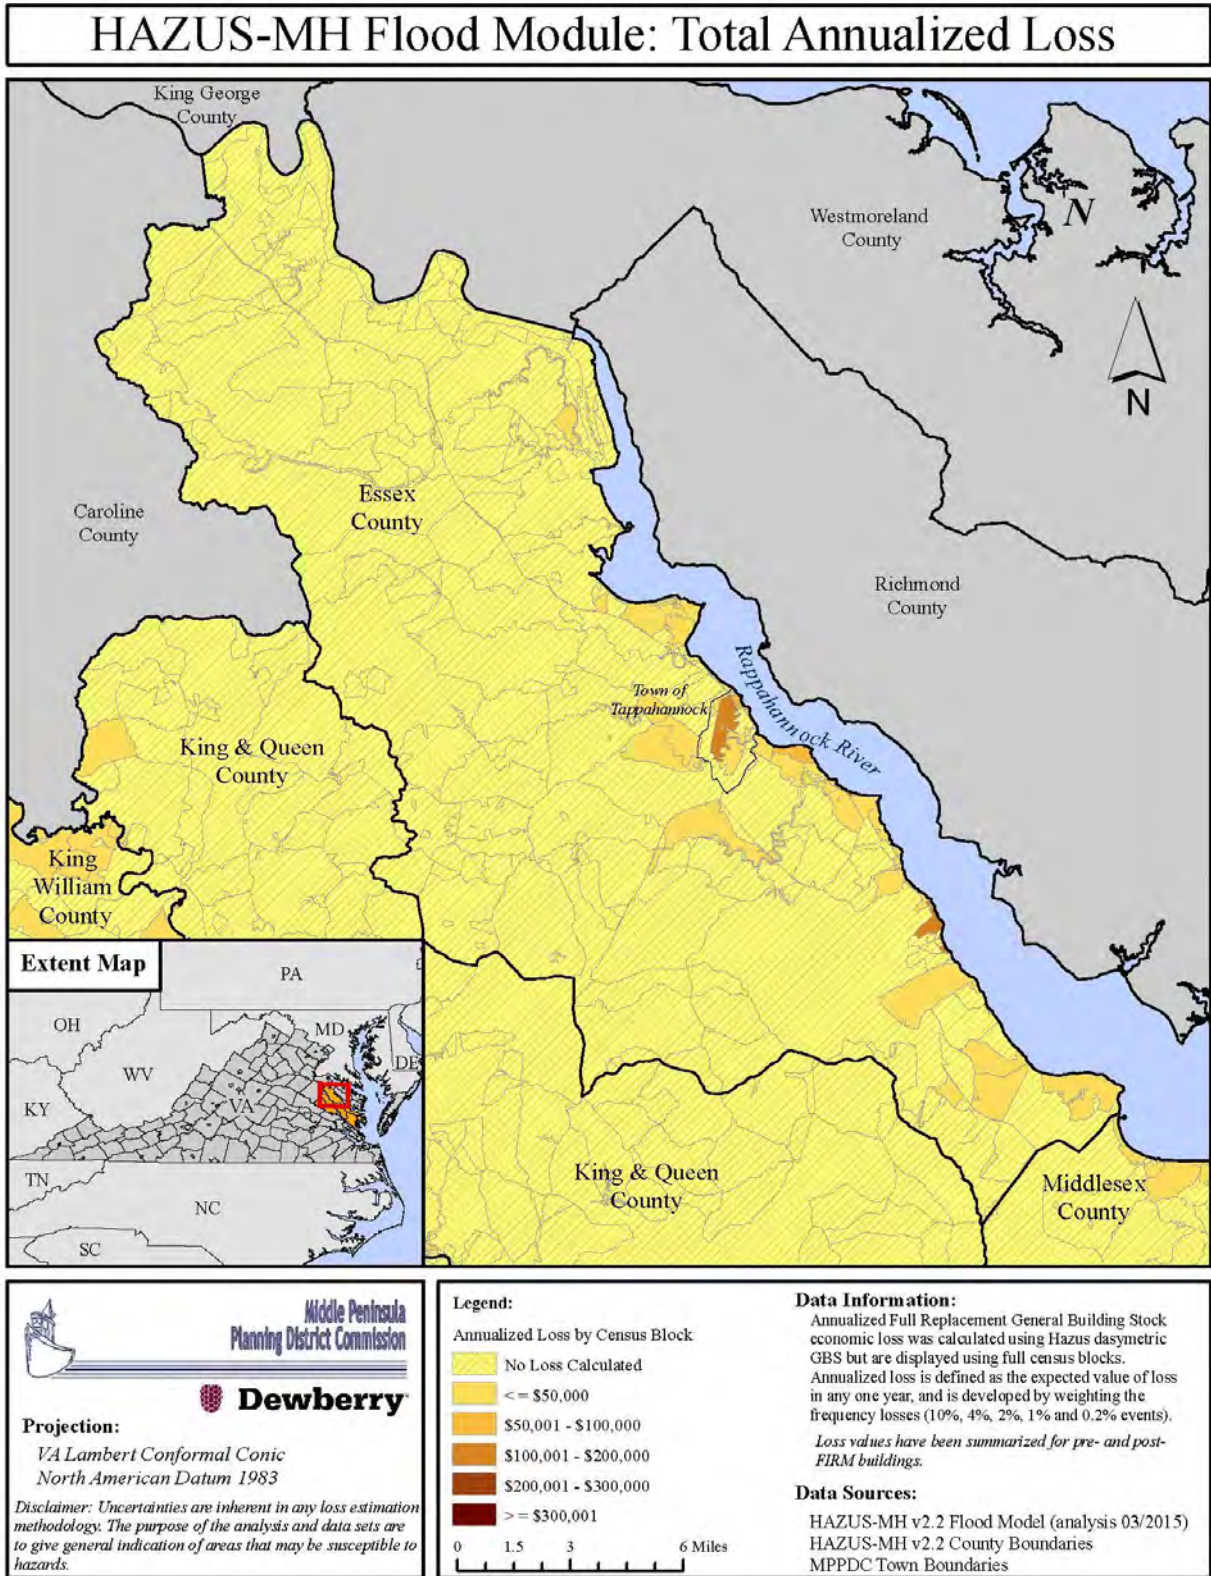 HAZUS-MH Flood Module: Total Annualized Loss
King George
County
Westmoreland
County
N
N
Essex
County
Caroline
County
Richmond
County
Rappahannock River
Town of
Tappahannock
King & Queen
County
King
William
County
Extent Map
PA
OH
MD
DE
WV
KY
VA
TN
NC
SC
King & Queen
County
Middlesex
County
Middle Peninsula
Planning District Commission
Dewberry
Projection:
VA Lambert Conformal Conic
North American Datum 1983
Disclaimer: Uncertainties are inherent in any loss estimation
methodology. The purpose of the analysis and data sets are
to give general indication of areas that may be susceptible to
hazards.
Legend:
Annualized Loss by Census Block
No Loss Calculated
< = $50,000
$50,001 - $100,000
$100,001 - $200,000
$200,001 - $300,000
> = $300,001
0 1.5 3 6 Miles
Data Information:
Annualized Full Replacement General Building Stock
economic loss was calculated using Hazus dasymetric
GBS but are displayed using full census blocks.
Annualized loss is defined as the expected value of loss
in any one year, and is developed by weighting the
frequency losses (10%, 4%, 2%, 1% and 0.2% events).
Loss values have been summarized for pre- and post-
FIRM buildings.
Data Sources:
HAZUS-MH v2.2 Flood Model (analysis 03/2015)
HAZUS-MH v2.2 County Boundaries
MPPDC Town Boundaries